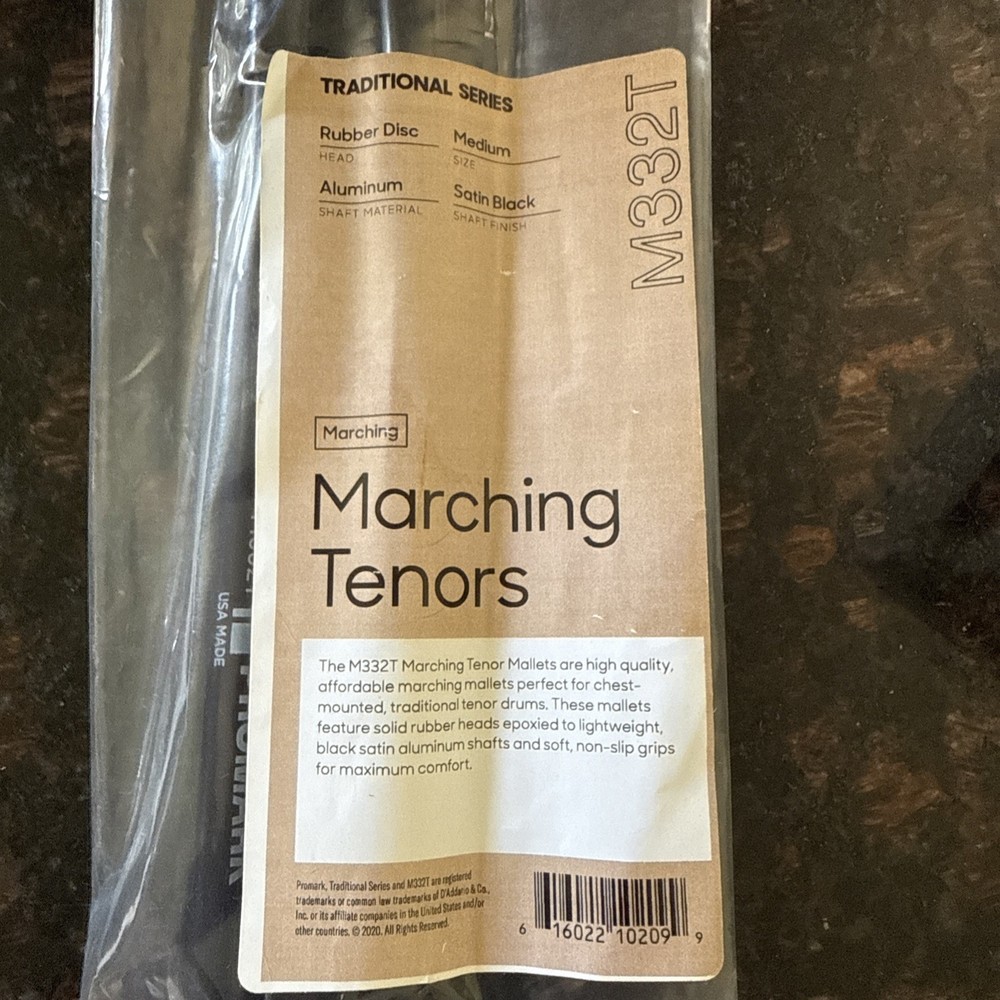 TRADITIONAL SERIES
Rubber Disc
HEAD
Medium
SIZE
Aluminum
SHAFT MATERIAL
Satin Black
SHAFT FINISH
M332T
Marching
Marching
Tenors
The M332T Marching Tenor Mallets are high quality,
affordable marching mallets perfect for chest-
mounted, traditional tenor drums. These mallets
feature solid rubber heads epoxied to lightweight,
black satin aluminum shafts and soft, non-slip grips
for maximum comfort.
Promark, Traditional Series and M332T are registered
trademarks or common law trademarks of D'Addario & Co.,
Inc. or its affiliate companies in the United States and/or
other countries. © 2020. All Rights Reserved.
6 16022 10209 9
USA MADE
PROMARK